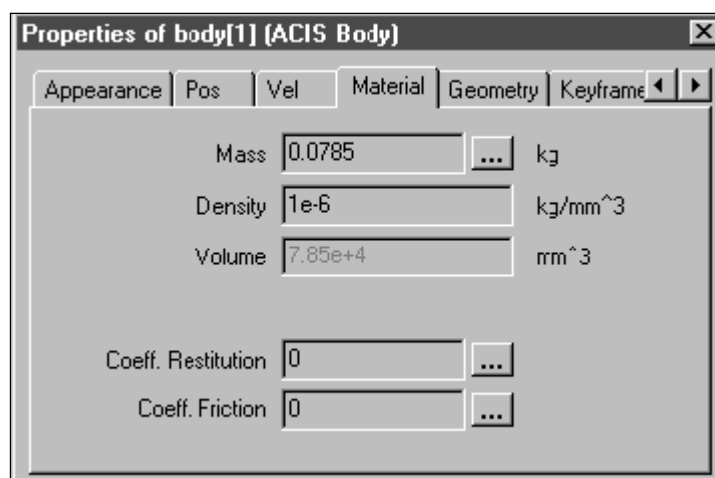 Properties of body[1] (ACIS Body)
Appearance Pos Vel Material Geometry Keyframe
Mass 0.0785 ... kg
Density 1e-6 kg/mm^3
Volume 7.85e+4 mm^3
Coeff. Restitution 0 ...
Coeff. Friction 0 ...